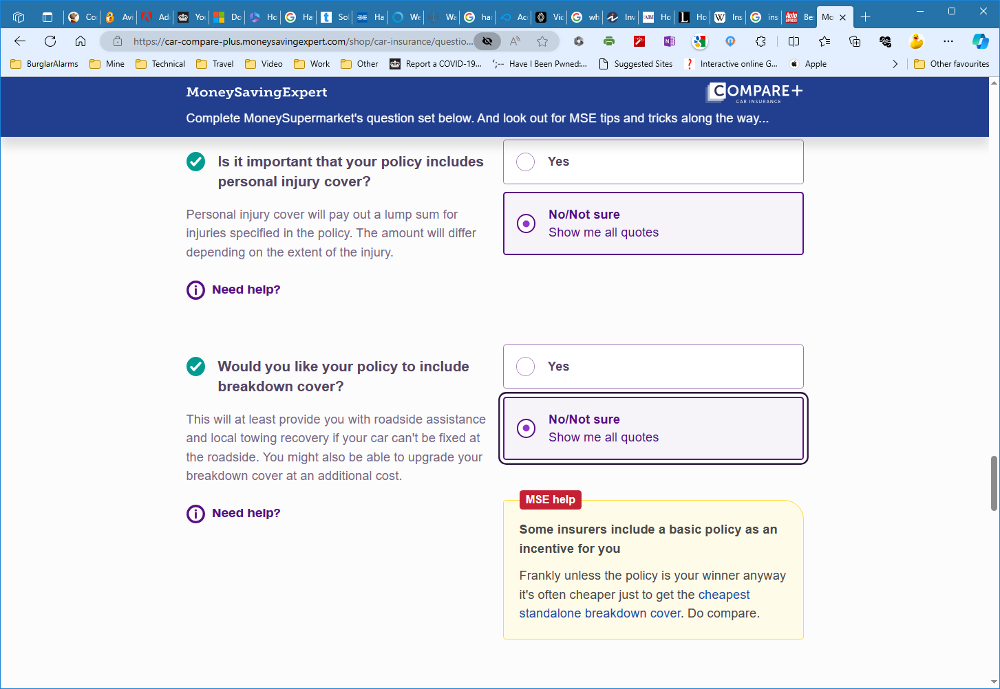 Co
Avi
Ad
You
Do
Ho
Ha
Sol
Ha
We
Wa
har
Acc
Vic
wh
Inv
Ho
Ho
Ins
ins
Be
Mo
https://car-compare-plus.moneysavingexpert.com/shop/car-insurance/questio...
BurglarAlarms
Mine
Technical
Travel
Video
Work
Other
Report a COVID-19...
Have I Been Pwned:...
Suggested Sites
Interactive online G...
Apple
Other favourites
MoneySavingExpert
COMPARE+
CAR INSURANCE
Complete MoneySupermarket's question set below. And look out for MSE tips and tricks along the way...
Is it important that your policy includes
personal injury cover?
Personal injury cover will pay out a lump sum for
injuries specified in the policy. The amount will differ
depending on the extent of the injury.
Need help?
Yes
No/Not sure
Show me all quotes
Would you like your policy to include
breakdown cover?
This will at least provide you with roadside assistance
and local towing recovery if your car can't be fixed at
the roadside. You might also be able to upgrade your
breakdown cover at an additional cost.
Need help?
Yes
No/Not sure
Show me all quotes
MSE help
Some insurers include a basic policy as an
incentive for you
Frankly unless the policy is your winner anyway
it's often cheaper just to get the cheapest
standalone breakdown cover. Do compare.